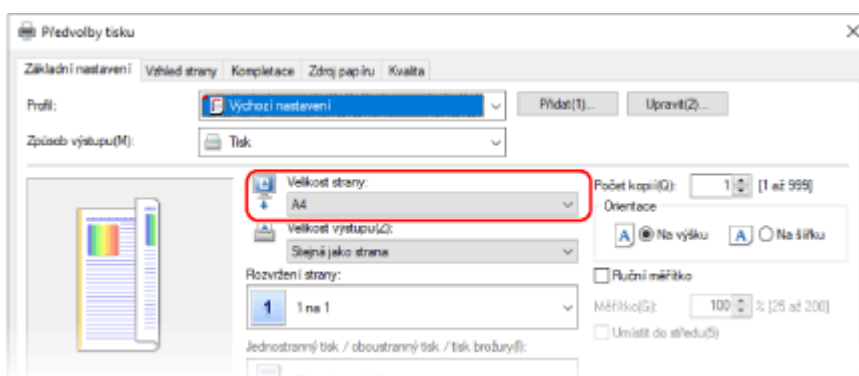 Předvolby tisku
Základní nastavení Vzhled strany Kompletace Zdroj papíru Kvalita
Profil: Výchozí nastavení Přidat(1)... Upravit(2)...
Způsob výstupu(M): Tisk
Velikost strany:
A4
Počet kopií(Q): 1 [1 až 999]
Orientace
Velikost výstupu(Z):
A Na výšku A Na šířku
Stejná jako strana
Rozvržení strany:
Ruční měřítko
1 1 na 1
Měřítko(G): 100 % [25 až 200]
Umístit do středu(5)
Jednostranný tisk / oboustranný tisk / tisk brožury(I):